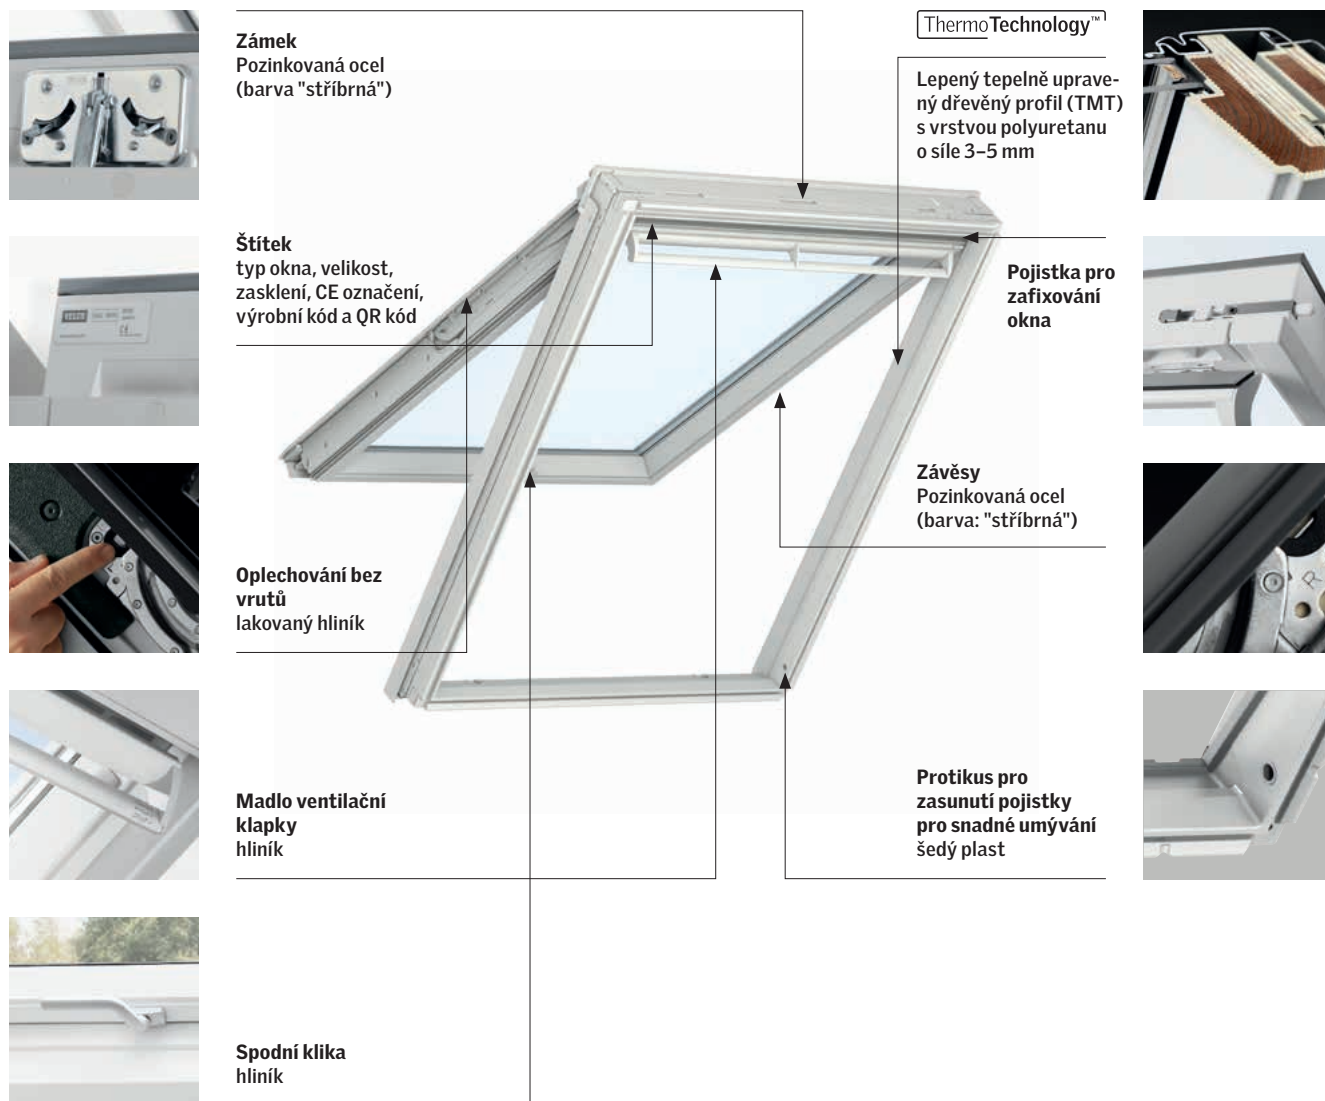 Zámek
Pozinkovaná ocel
(barva "stříbrná")
ThermoTechnology™
Lepený tepelně uprave-
ný dřevěný profil (TMT)
s vrstvou polyuretanu
o síle 3–5 mm
Štítek
typ okna, velikost,
zasklení, CE označení,
výrobní kód a QR kód
Pojistka pro
zafixování
okna
Závěsy
Pozinkovaná ocel
(barva: "stříbrná")
Oplechování bez
vrutů
lakovaný hliník
Madlo ventilační
klapky
hliník
Protikus pro
zasunutí pojistky
pro snadné umývání
šedý plast
Spodní klika
hliník
VELUX
CE
R